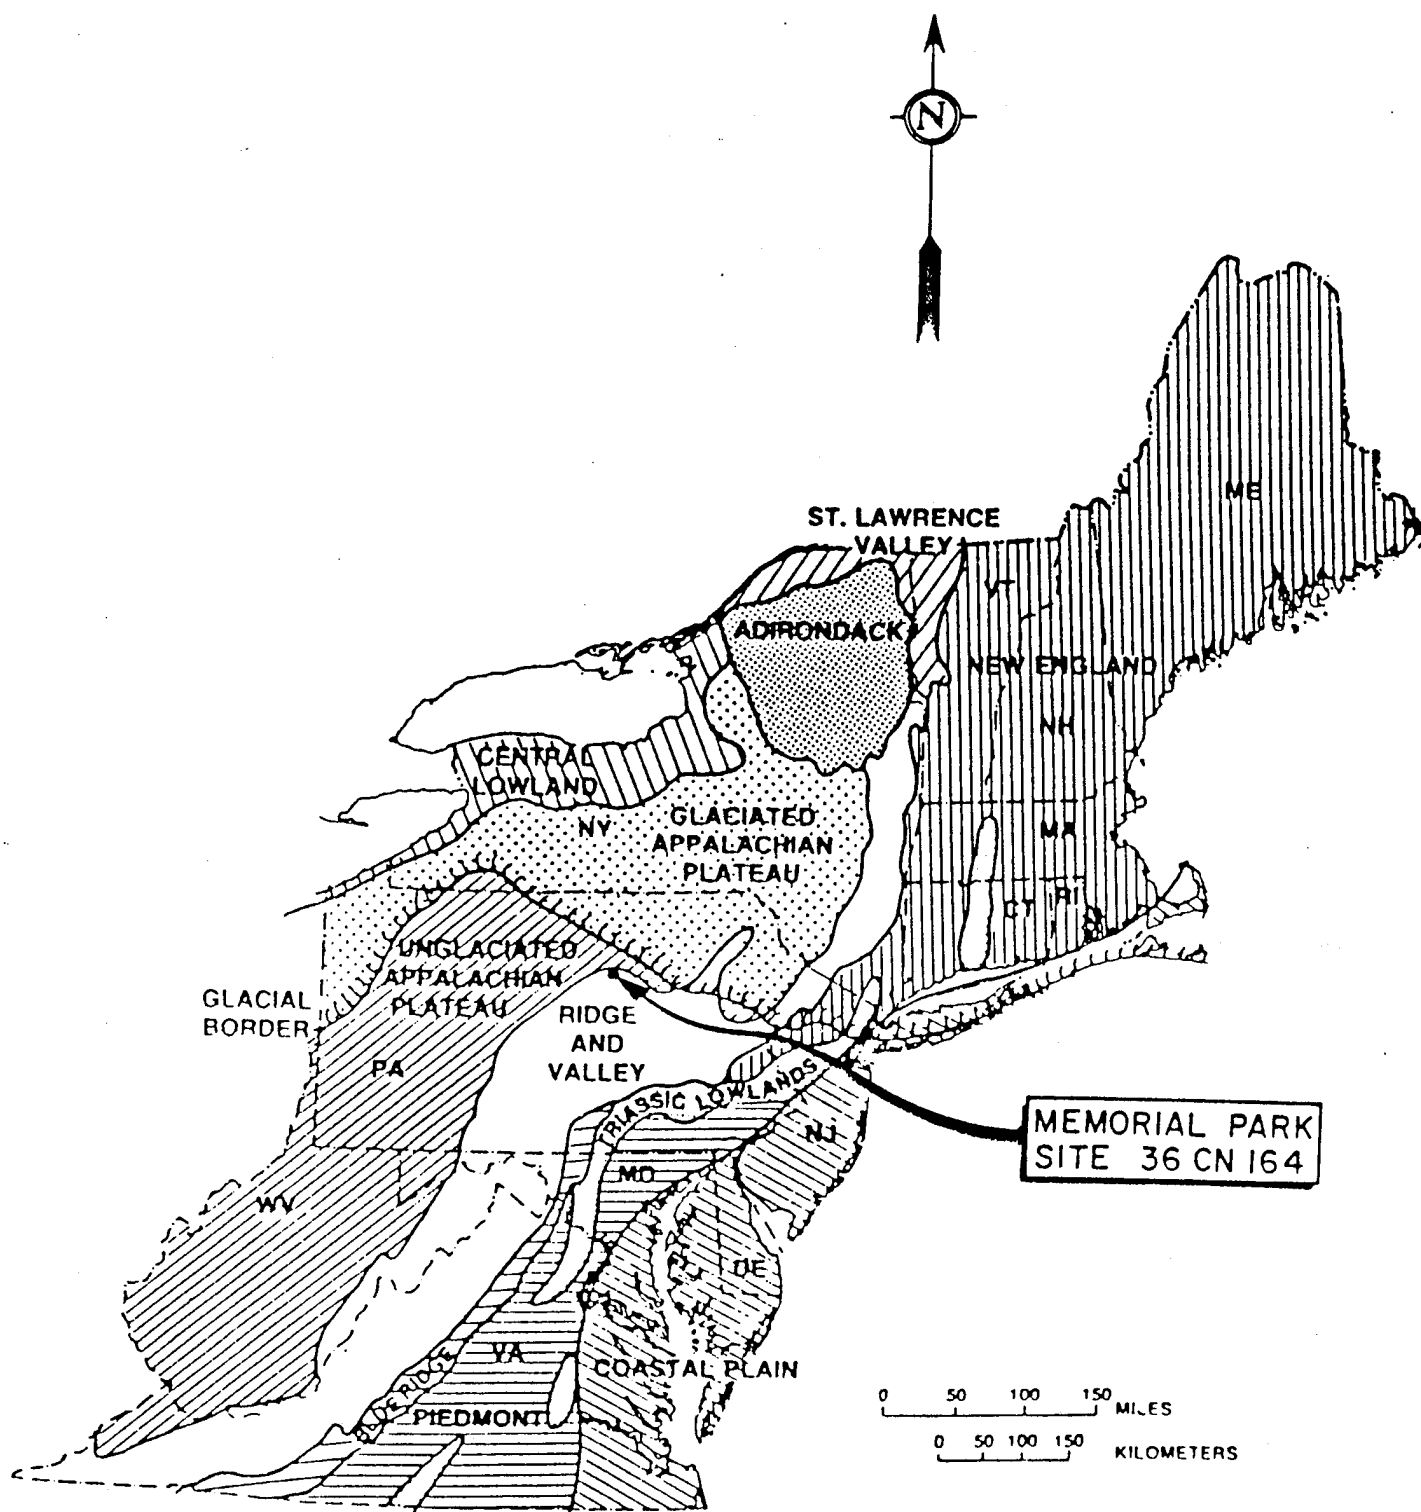 N
ME
ST. LAWRENCE
VALLEY
VT
ADIRONDACK
NEW ENGLAND
NH
CENTRAL
LOWLAND
NY
GLACIATED
APPALACHIAN
PLATEAU
MA
CT RI
UNGLACIATED
APPALACHIAN
PLATEAU
GLACIAL
BORDER
RIDGE
AND
VALLEY
PA
TRIASSIC LOWLANDS
NJ
MEMORIAL PARK
SITE 36 CN 164
MD
WV
DE
VA
COASTAL PLAIN
BLUE RIDGE
PIEDMONT
0 50 100 150 MILES
0 50 100 150 KILOMETERS